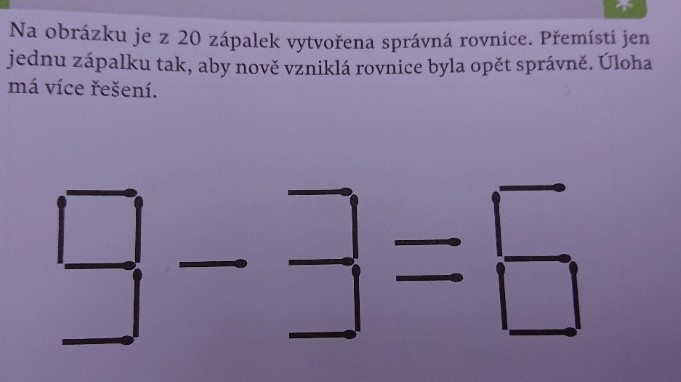 Na obrázku je z 20 zápalek vytvořena správná rovnice. Přemísti jen
jednu zápalku tak, aby nově vzniklá rovnice byla opět správně. Úloha
má více řešení.
9 - 3 = 6